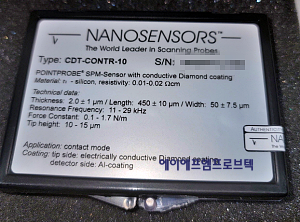 NANOSENSORS™
The World Leader in Scanning Probes
Type: CDT-CONTR-10 S/N:
POINTPROBE® SPM-Sensor with conductive Diamond coating
Material: n+ - silicon, resistivity: 0.01-0.02 Ωcm
Technical data:
Thickness: 2.0 ± 1 µm / Length: 450 ± 10 µm / Width: 50 ± 7.5 µm
Resonance Frequency: 11 - 29 kHz
Force Constant: 0.1 - 1.7 N/m
Tip height: 10 - 15 µm
Application: contact mode
Coating: tip side: electrically conductive Diamond
detector side: Al-coating
에이에프엠프로브텍